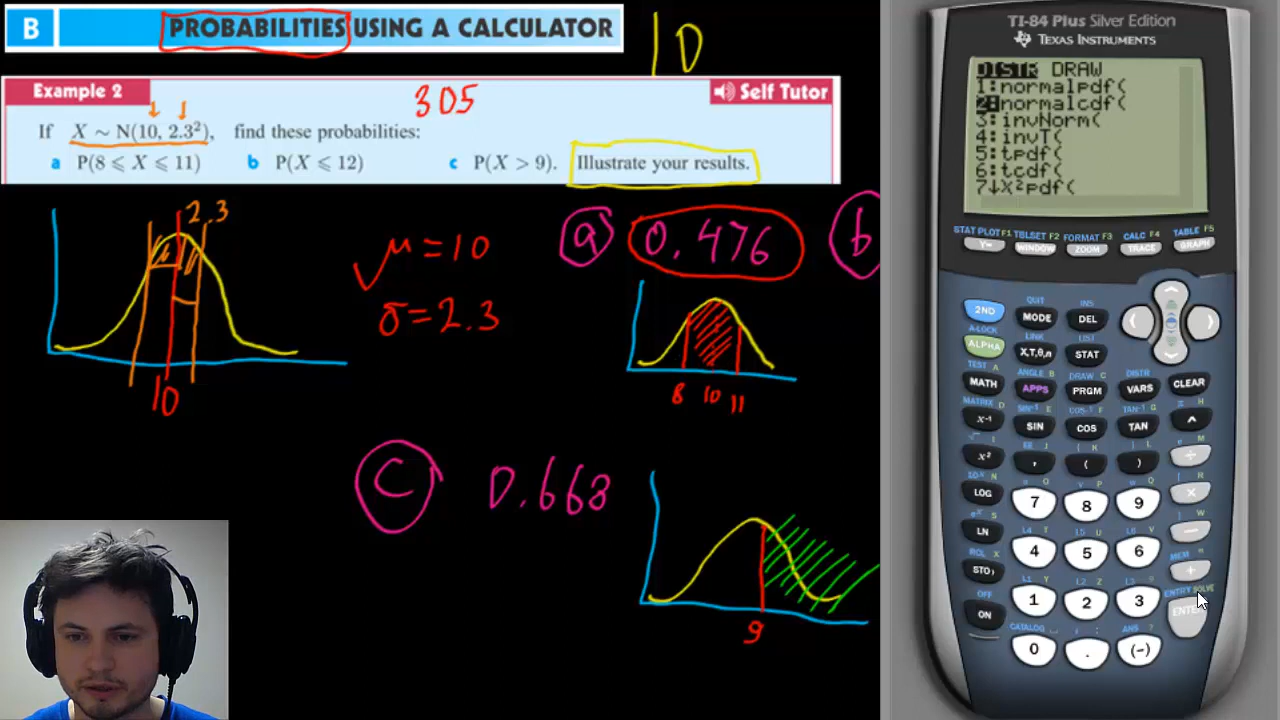 B PROBABILITIES USING A CALCULATOR
10
Example 2
305
Self Tutor
If X ~ N(10, 2.3²), find these probabilities:
a P(8 ⩽ X ⩽ 11) b P(X ⩽ 12) c P(X > 9). Illustrate your results.
2.3
10
μ = 10
σ = 2.3
a 0.476
b
8 10 11
c 0.668
9
TI-84 Plus Silver Edition
TEXAS INSTRUMENTS
DISTR DRAW
1:normalpdf(
2:normalcdf(
3:invNorm(
4:invT(
5:tpdf(
6:tcdf(
7↓X²pdf(
STAT PLOT F1 TBLSET F2 FORMAT F3 CALC F4 TABLE F5
Y= WINDOW ZOOM TRACE GRAPH
QUIT INS
2ND MODE DEL
A-LOCK LINK LIST
ALPHA X,T,θ,n STAT
TEST A ANGLE B DRAW C DISTR
MATH APPS PRGM VARS CLEAR
MATRIX D SIN⁻¹ E COS⁻¹ F TAN⁻¹ G π H
x⁻¹ SIN COS TAN ^
√ I EE J { K } L e M
x² , ( ) ÷
10ˣ N u O v P w Q [ R
LOG 7 8 9 ×
eˣ S L4 T L5 U L6 V ] W
LN 4 5 6 −
RCL X L1 Y L2 Z L3 θ MEM "
STO› 1 2 3 +
OFF CATALOG ␣ i : ANS ? ENTRY SOLVE
ON 0 . (−) ENTER